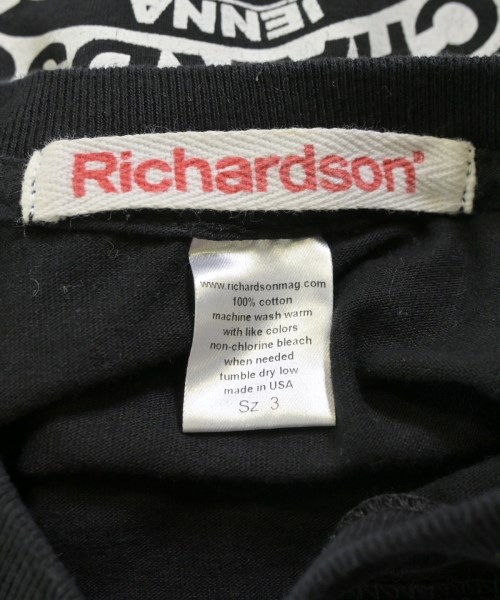 JENNA
Richardson®
www.richardsonmag.com
100% cotton
machine wash warm
with like colors
non-chlorine bleach
when needed
tumble dry low
made in USA
Sz 3